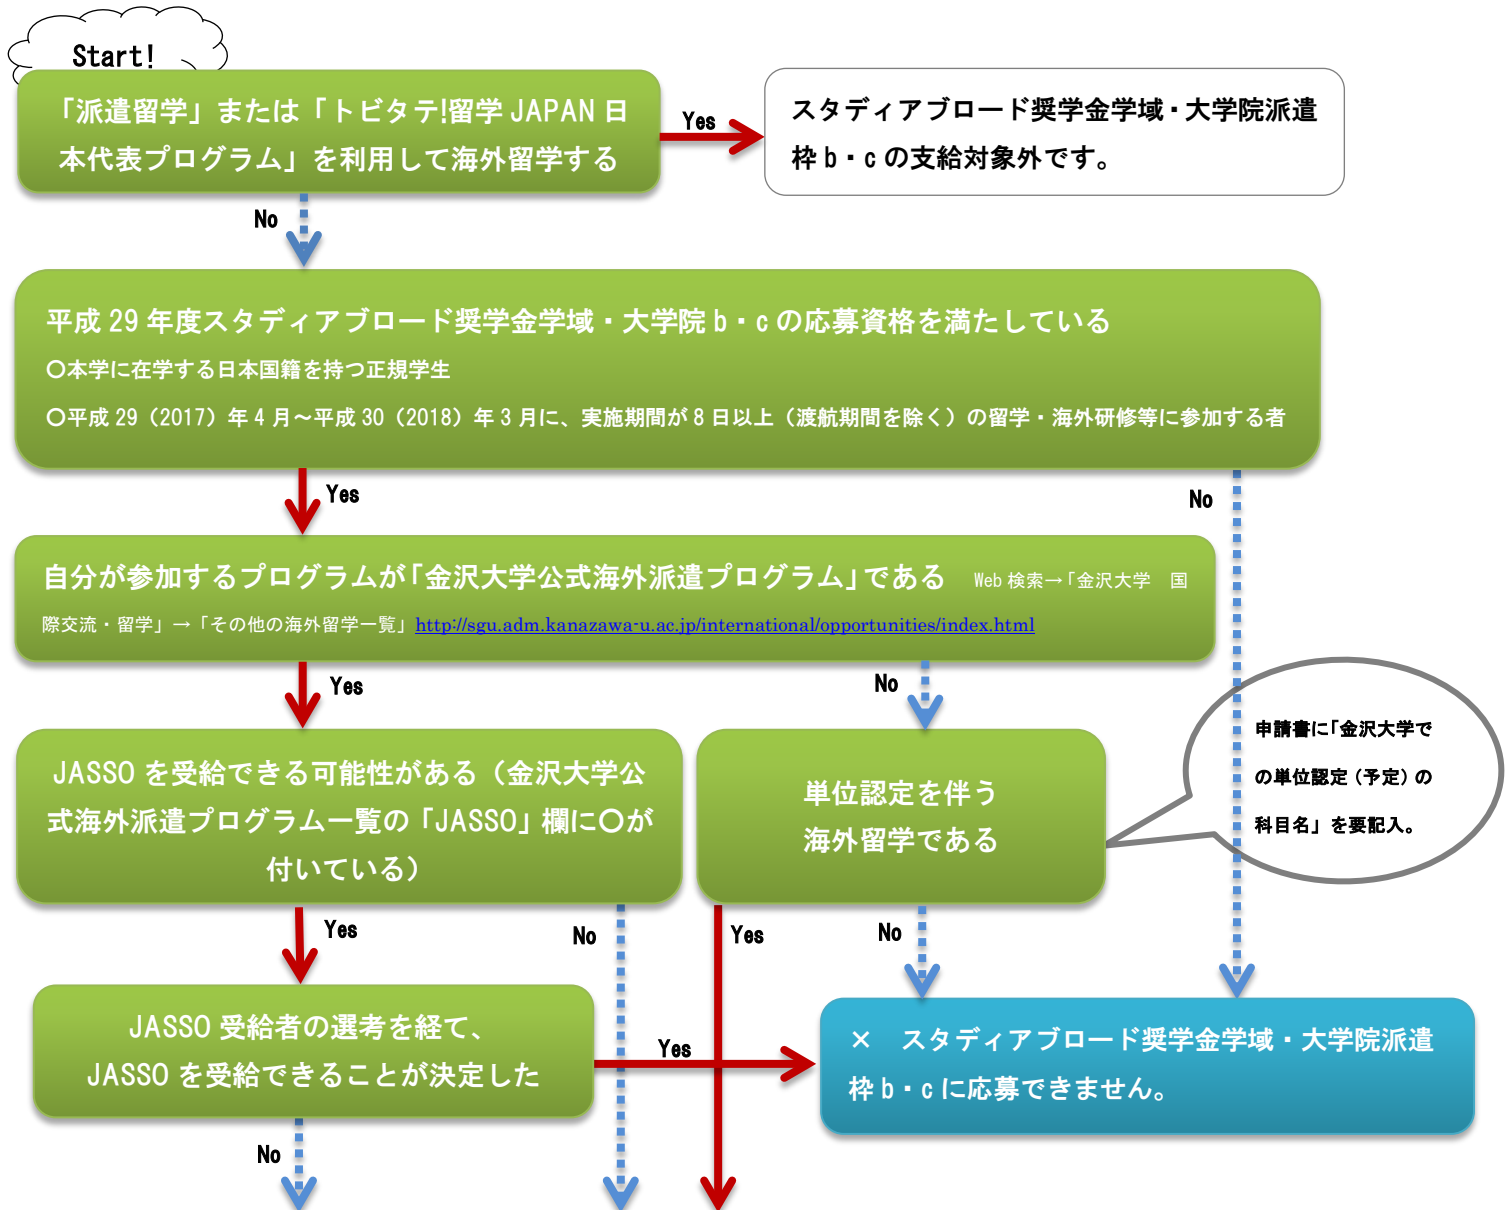 Start!
「派遣留学」または「トビタテ!留学 JAPAN 日
本代表プログラム」を利用して海外留学する
Yes
スタディアブロード奨学金学域・大学院派遣
枠 b・c の支給対象外です。
No
平成 29 年度スタディアブロード奨学金学域・大学院 b・c の応募資格を満たしている
○本学に在学する日本国籍を持つ正規学生
○平成 29（2017）年 4 月～平成 30（2018）年 3 月に、実施期間が 8 日以上（渡航期間を除く）の留学・海外研修等に参加する者
Yes
No
自分が参加するプログラムが「金沢大学公式海外派遣プログラム」である　Web 検索→「金沢大学　国
際交流・留学」→「その他の海外留学一覧」http://sgu.adm.kanazawa-u.ac.jp/international/opportunities/index.html
Yes
No
JASSO を受給できる可能性がある（金沢大学公
式海外派遣プログラム一覧の「JASSO」欄に○が
付いている）
単位認定を伴う
海外留学である
申請書に「金沢大学で
の単位認定（予定）の
科目名」を要記入。
Yes
No
Yes
No
JASSO 受給者の選考を経て、
JASSO を受給できることが決定した
Yes
×　スタディアブロード奨学金学域・大学院派遣
枠 b・c に応募できません。
No